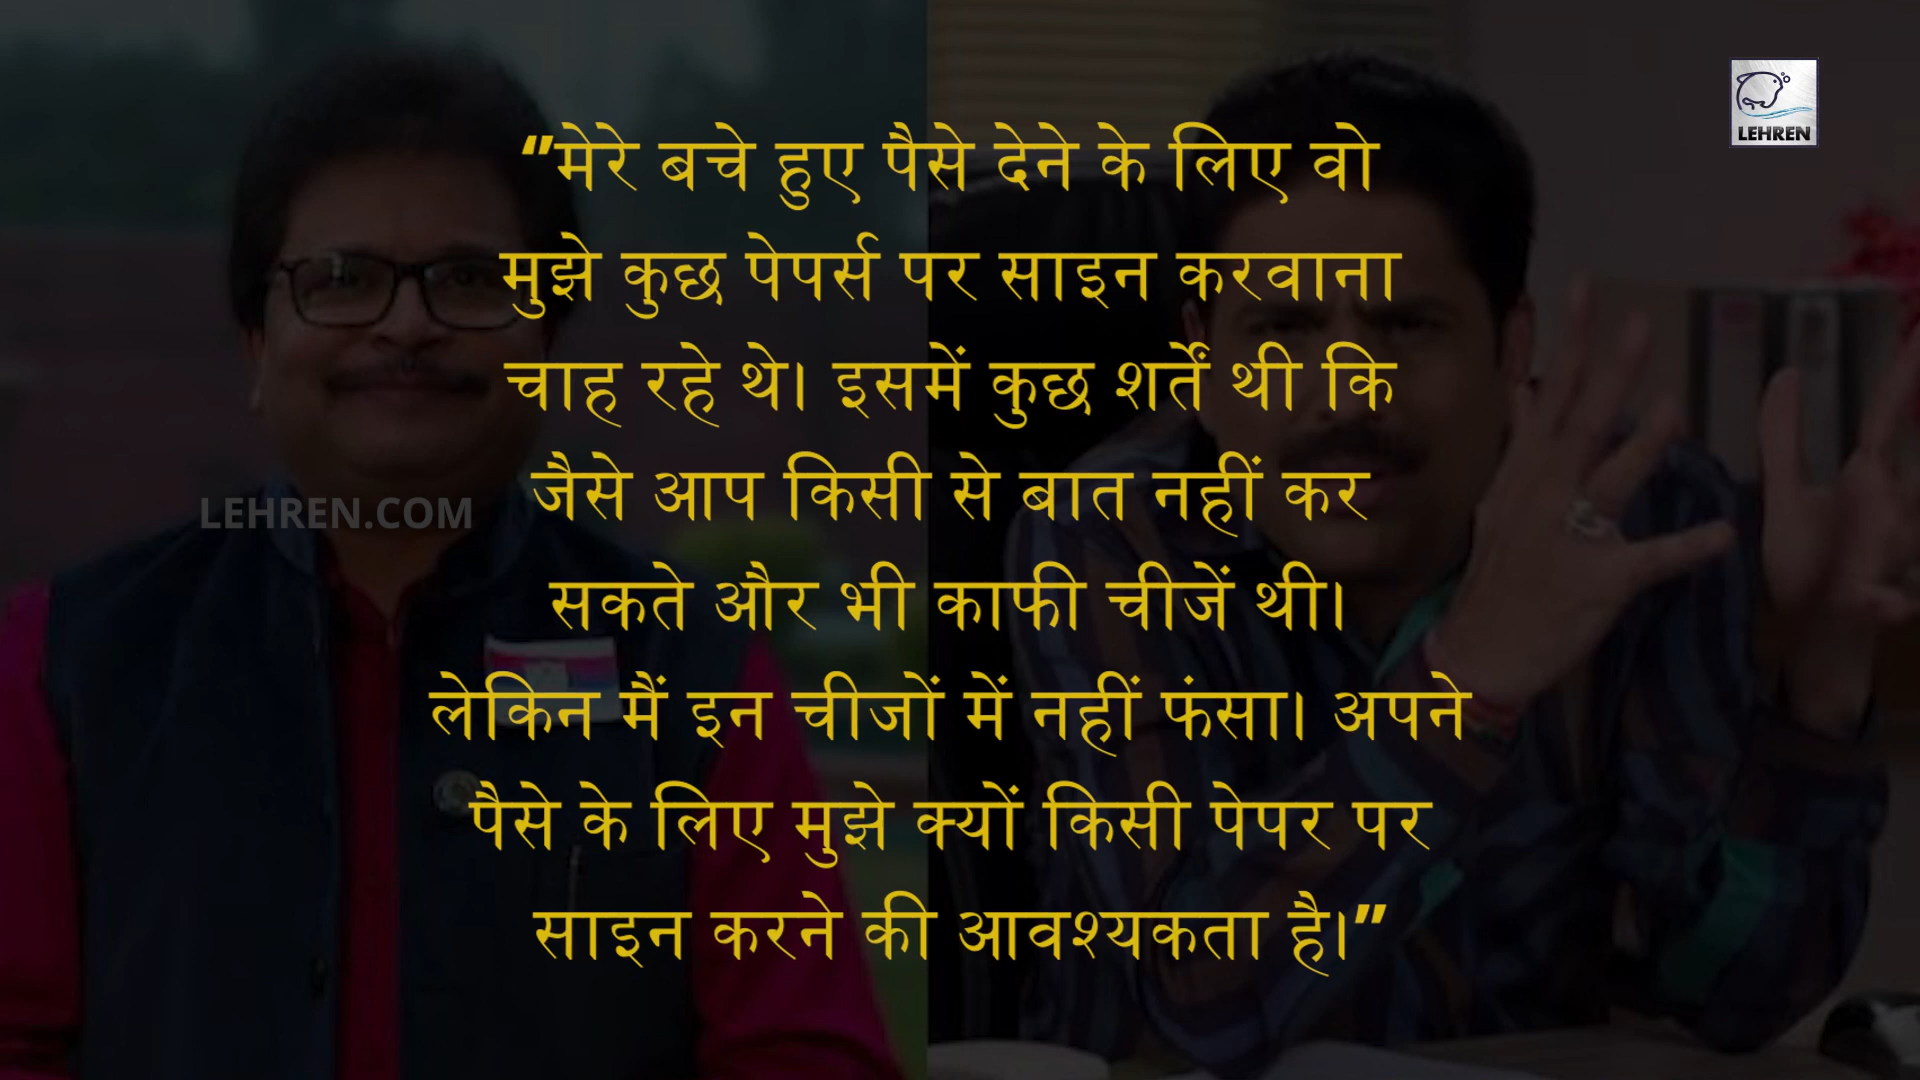 LEHREN
"मेरे बचे हुए पैसे देने के लिए वो
मुझे कुछ पेपर्स पर साइन करवाना
चाह रहे थे। इसमें कुछ शर्तें थी कि
जैसे आप किसी से बात नहीं कर
सकते और भी काफी चीजें थी।
लेकिन मैं इन चीजों में नहीं फंसा। अपने
पैसे के लिए मुझे क्यों किसी पेपर पर
साइन करने की आवश्यकता है।"
LEHREN.COM